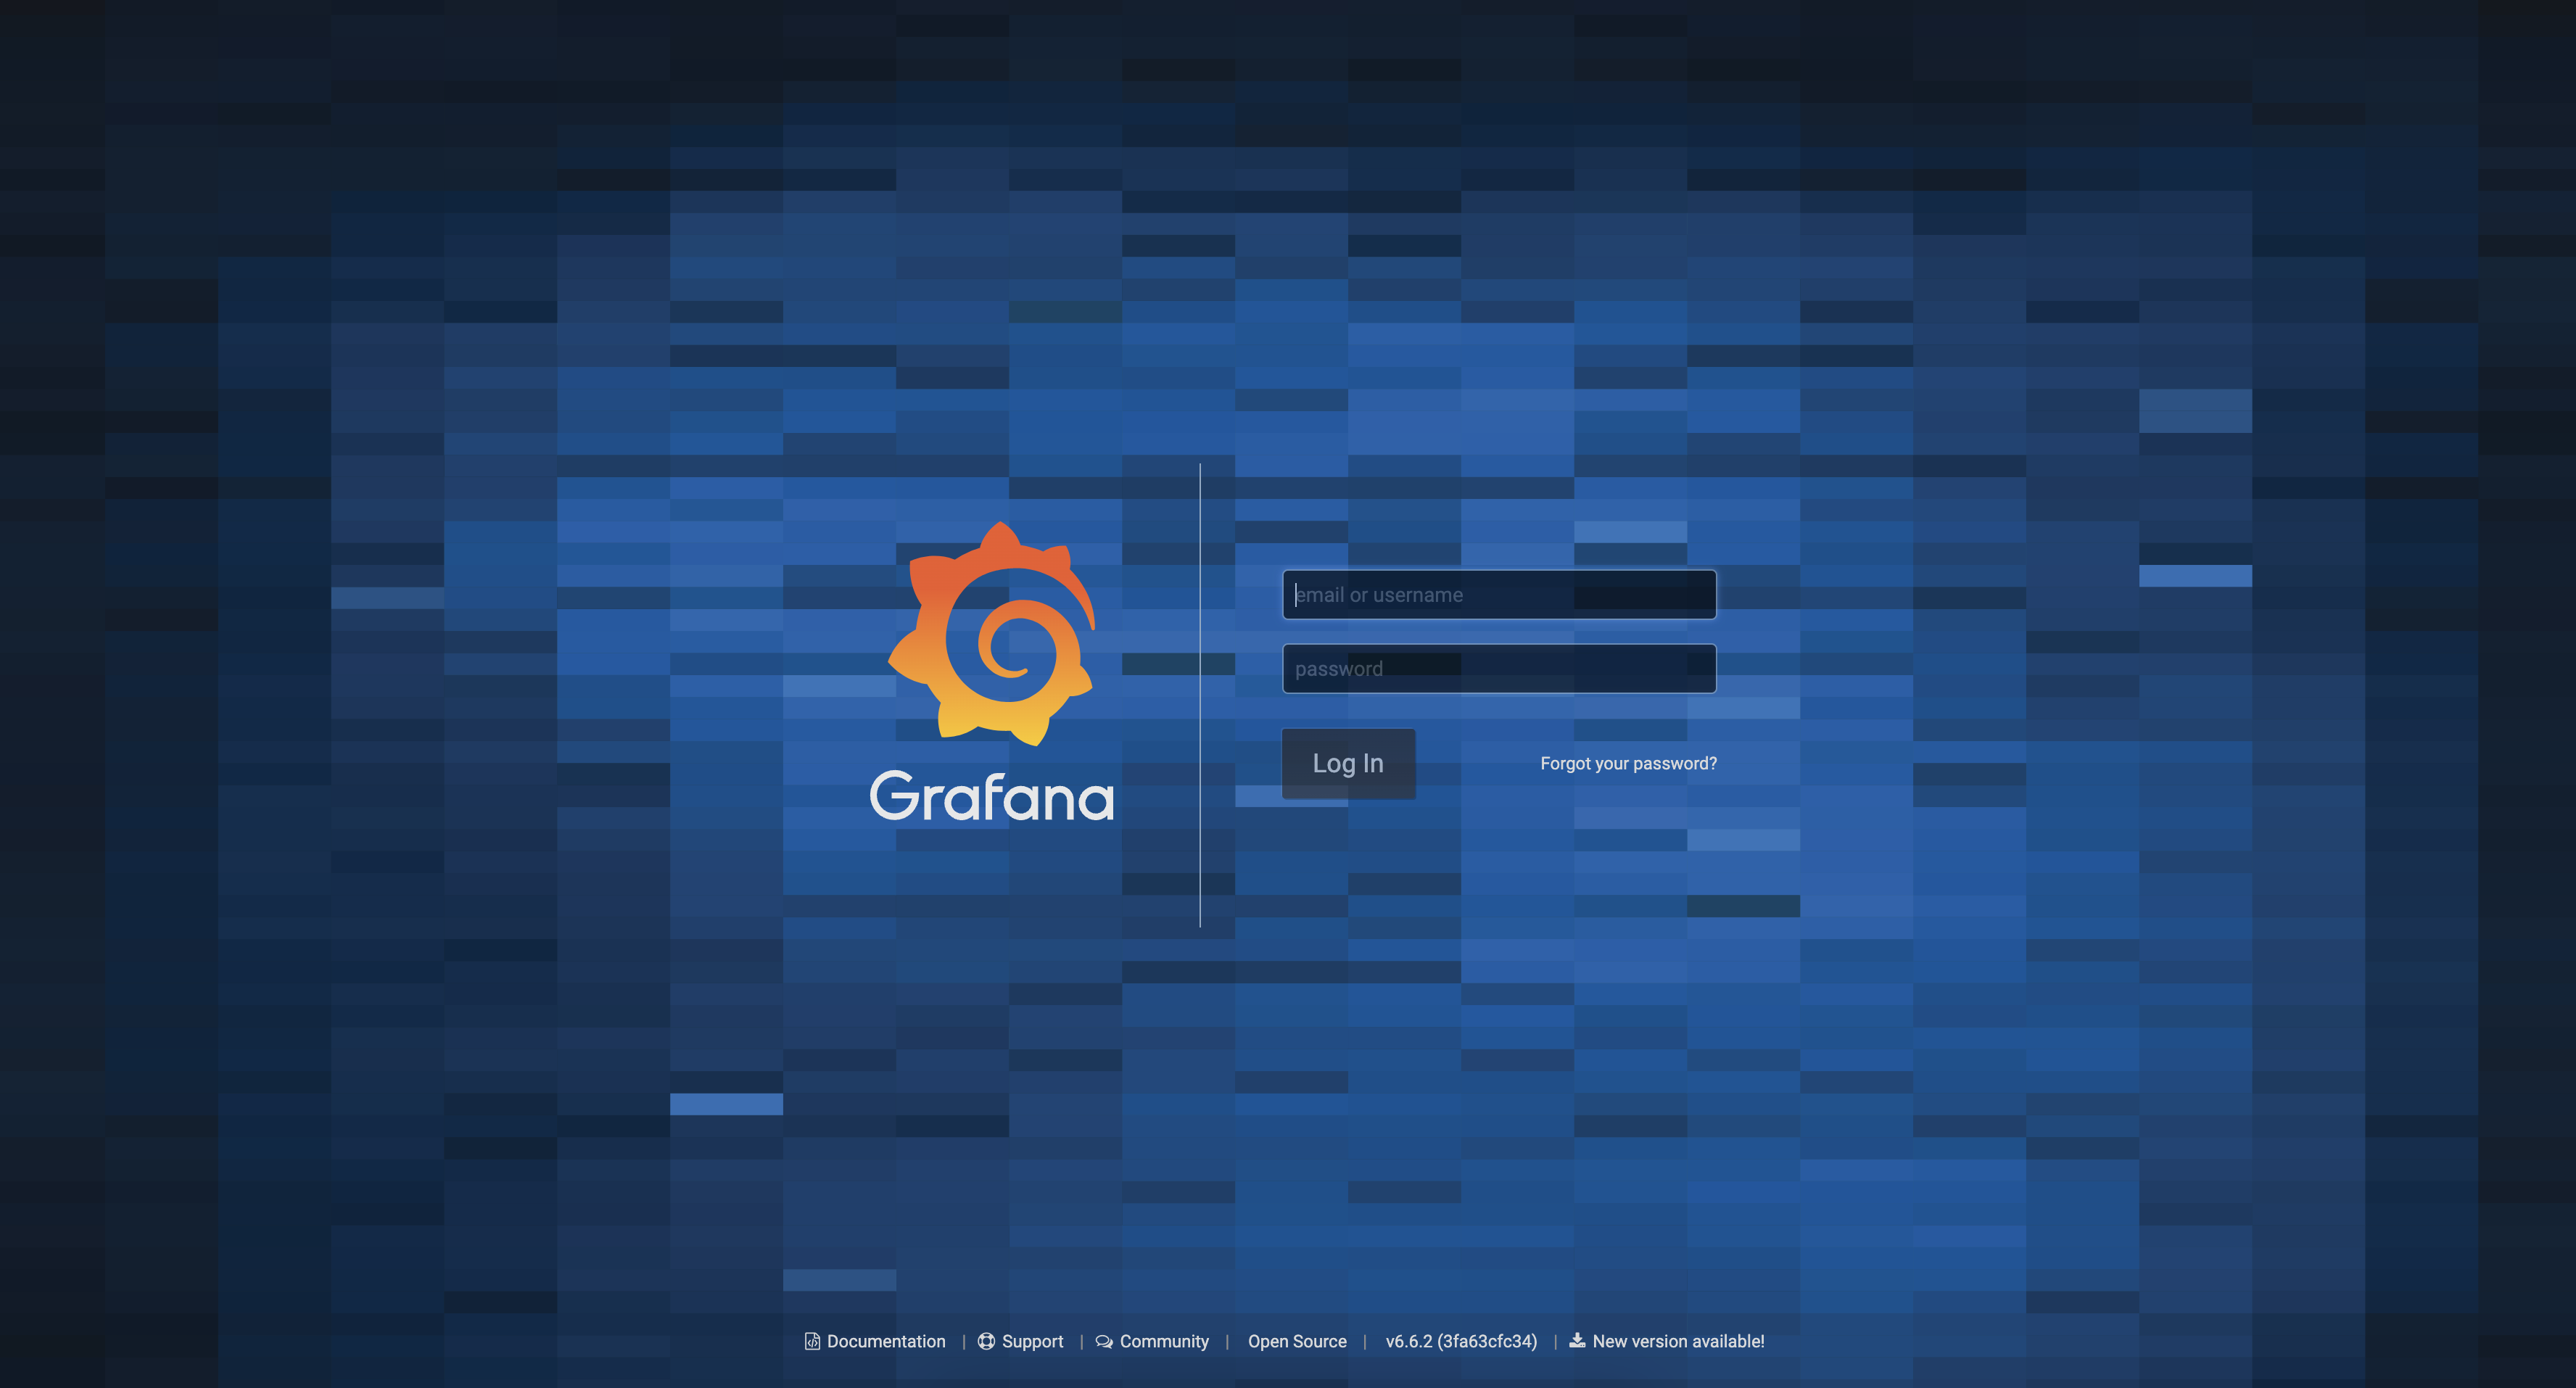 Grafana
email or username
password
Log In
Forgot your password?
Documentation | Support | Community | Open Source | v6.6.2 (3fa63cfc34) | New version available!